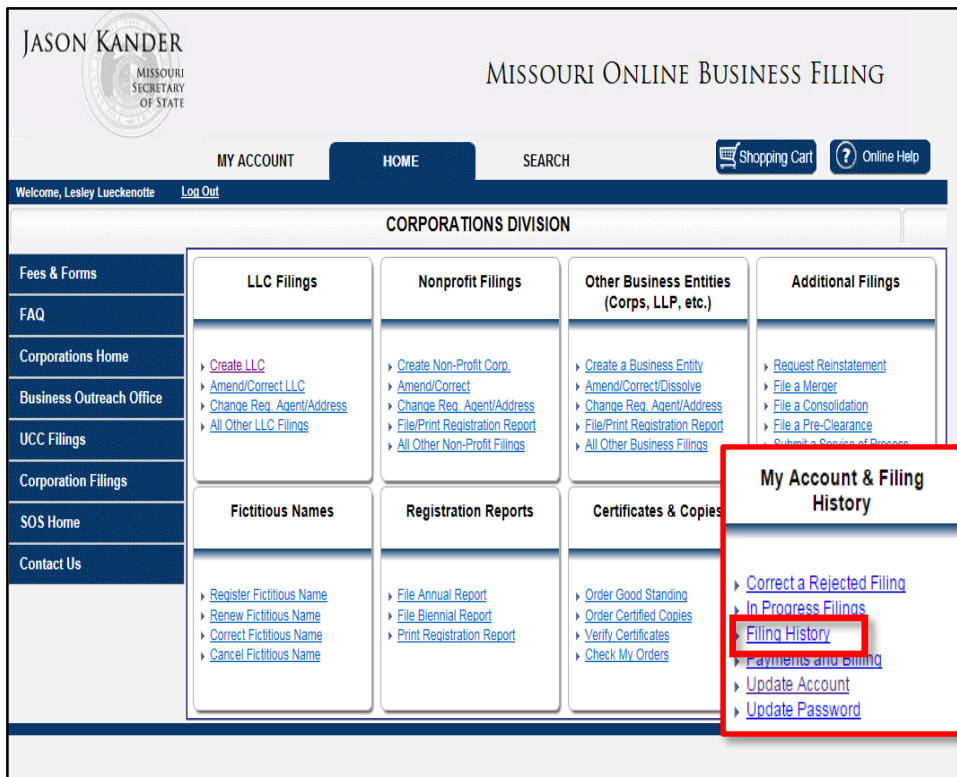 JASON KANDER
MISSOURI
SECRETARY
OF STATE
MISSOURI ONLINE BUSINESS FILING
MY ACCOUNT
HOME
SEARCH
Shopping Cart
? Online Help
Welcome, Lesley Lueckenotte Log Out
CORPORATIONS DIVISION
Fees & Forms
FAQ
Corporations Home
Business Outreach Office
UCC Filings
Corporation Filings
SOS Home
Contact Us
LLC Filings
Create LLC
Amend/Correct LLC
Change Reg. Agent/Address
All Other LLC Filings
Nonprofit Filings
Create Non-Profit Corp.
Amend/Correct
Change Reg. Agent/Address
File/Print Registration Report
All Other Non-Profit Filings
Other Business Entities
(Corps, LLP, etc.)
Create a Business Entity
Amend/Correct/Dissolve
Change Reg. Agent/Address
File/Print Registration Report
All Other Business Filings
Additional Filings
Request Reinstatement
File a Merger
File a Consolidation
File a Pre-Clearance
Submit a Service of Process
Fictitious Names
Register Fictitious Name
Renew Fictitious Name
Correct Fictitious Name
Cancel Fictitious Name
Registration Reports
File Annual Report
File Biennial Report
Print Registration Report
Certificates & Copies
Order Good Standing
Order Certified Copies
Verify Certificates
Check My Orders
My Account & Filing
History
Correct a Rejected Filing
In Progress Filings
Filing History
Payments and Billing
Update Account
Update Password